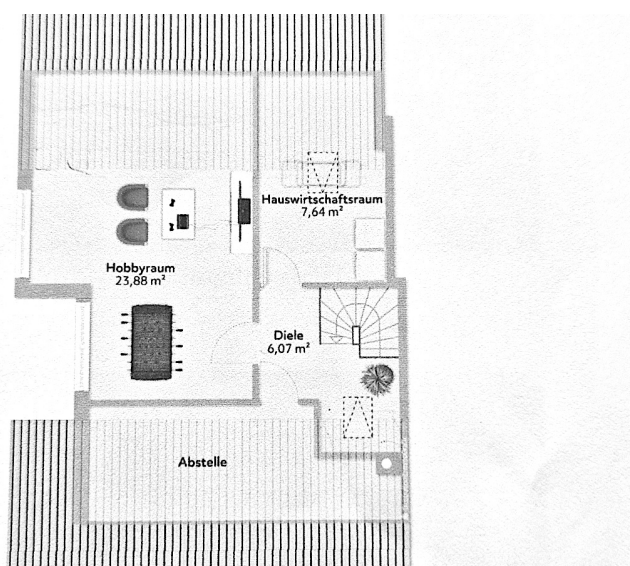 Hauswirtschaftsraum
7,64 m²
Hobbyraum
23,88 m²
Diele
6,07 m²
Abstelle